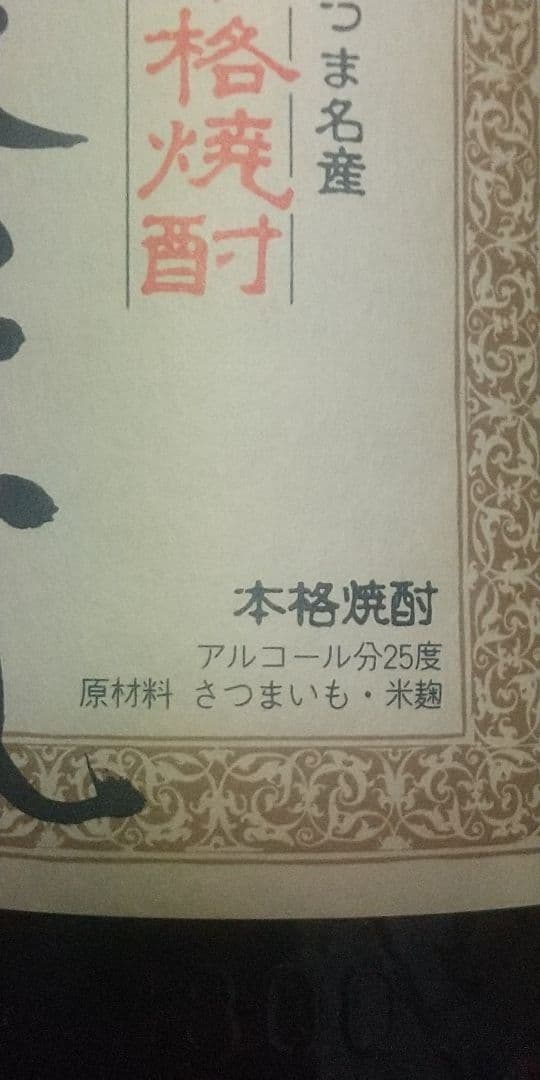 つま名産
格焼酎
本格焼酎
アルコール分25度
原材料 さつまいも・米麹